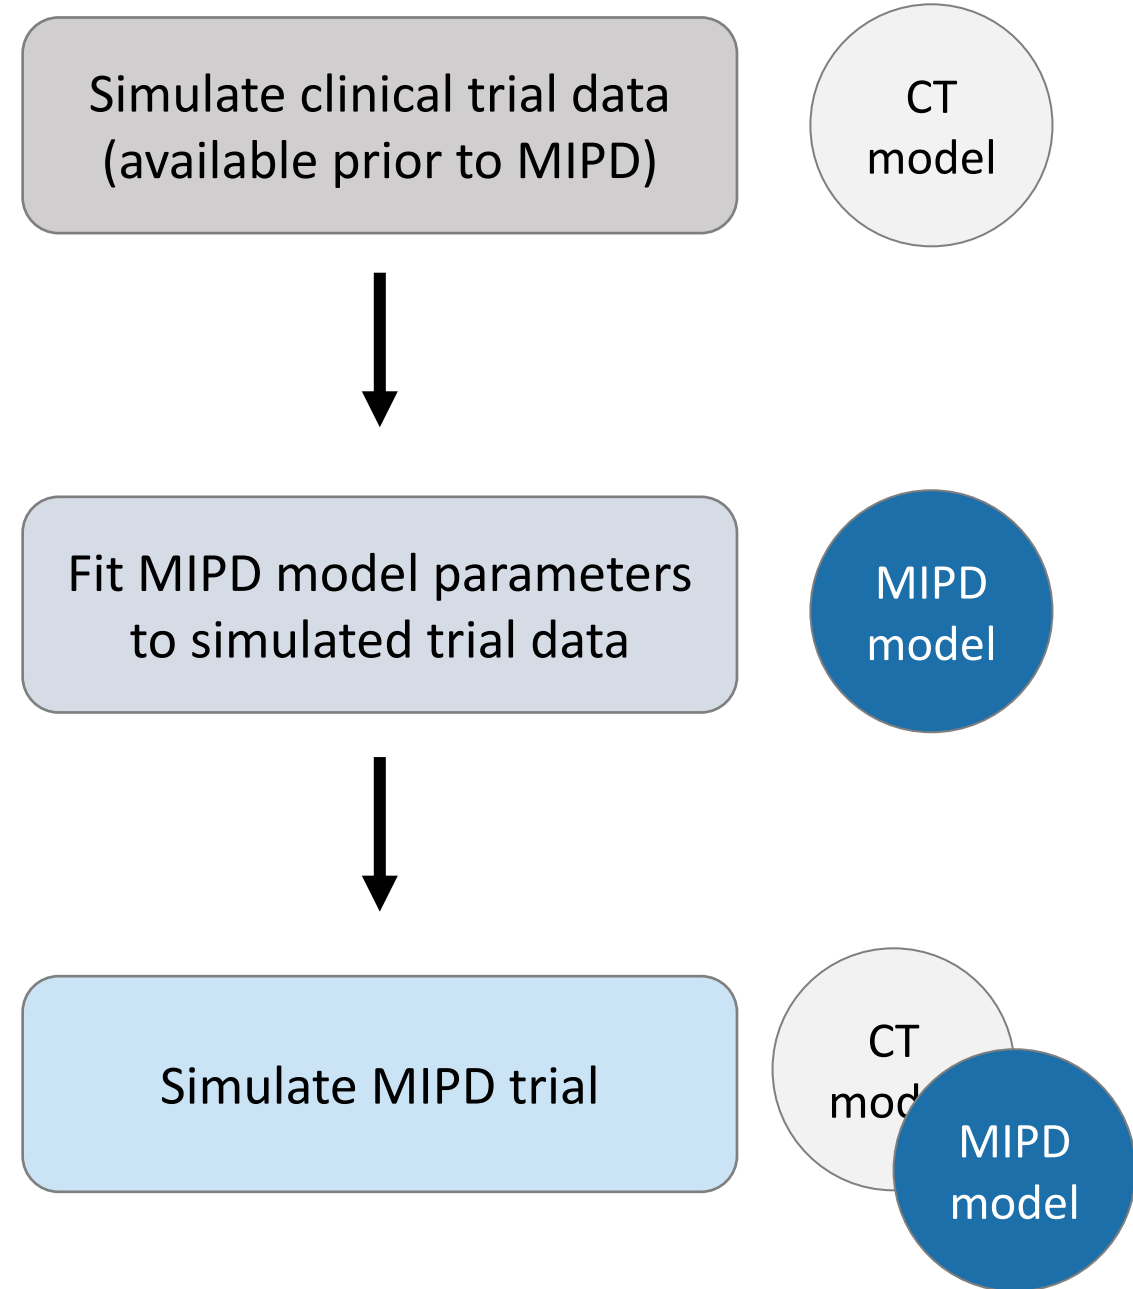 Simulate clinical trial data
(available prior to MIPD)
CT
model
Fit MIPD model parameters
to simulated trial data
MIPD
model
Simulate MIPD trial
CT
MIPD
model